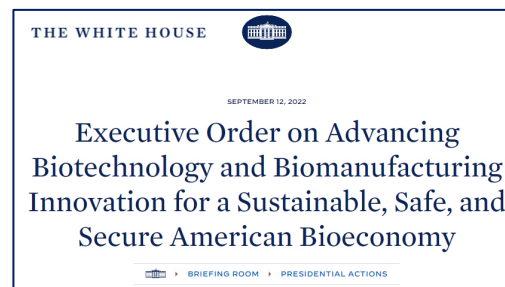 THE WHITE HOUSE
SEPTEMBER 12, 2022
Executive Order on Advancing
Biotechnology and Biomanufacturing
Innovation for a Sustainable, Safe, and
Secure American Bioeconomy
BRIEFING ROOM
PRESIDENTIAL ACTIONS